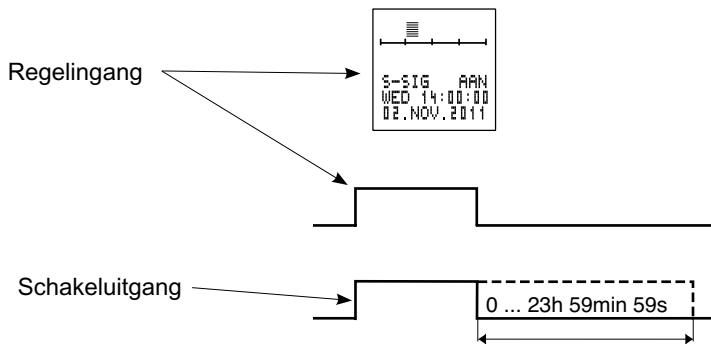 Regelingang
S-SIG AAN
WED 14:00:00
02.NOV.2011
Schakeluitgang
0 ... 23h 59min 59s